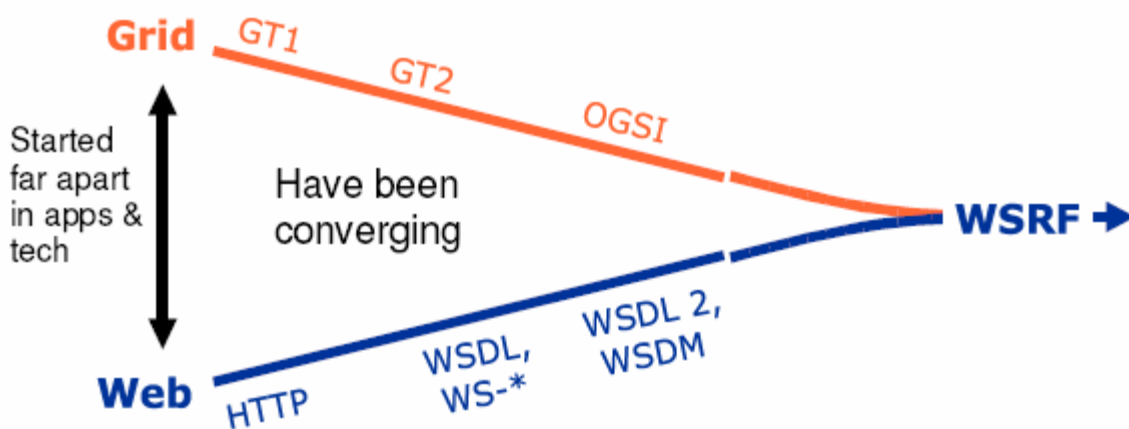 Grid
GT1
GT2
OGSI
Started
far apart
in apps &
tech
Have been
converging
WSRF
Web
HTTP
WSDL,
WS-*
WSDL 2,
WSDM